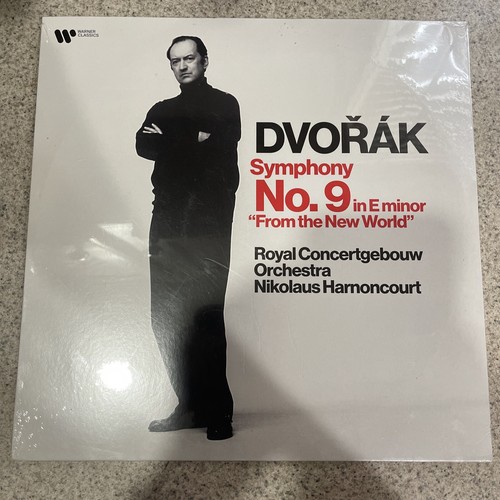 WARNER
CLASSICS
DVOŘÁK
Symphony
No. 9 in E minor
“From the New World”
Royal Concertgebouw
Orchestra
Nikolaus Harnoncourt